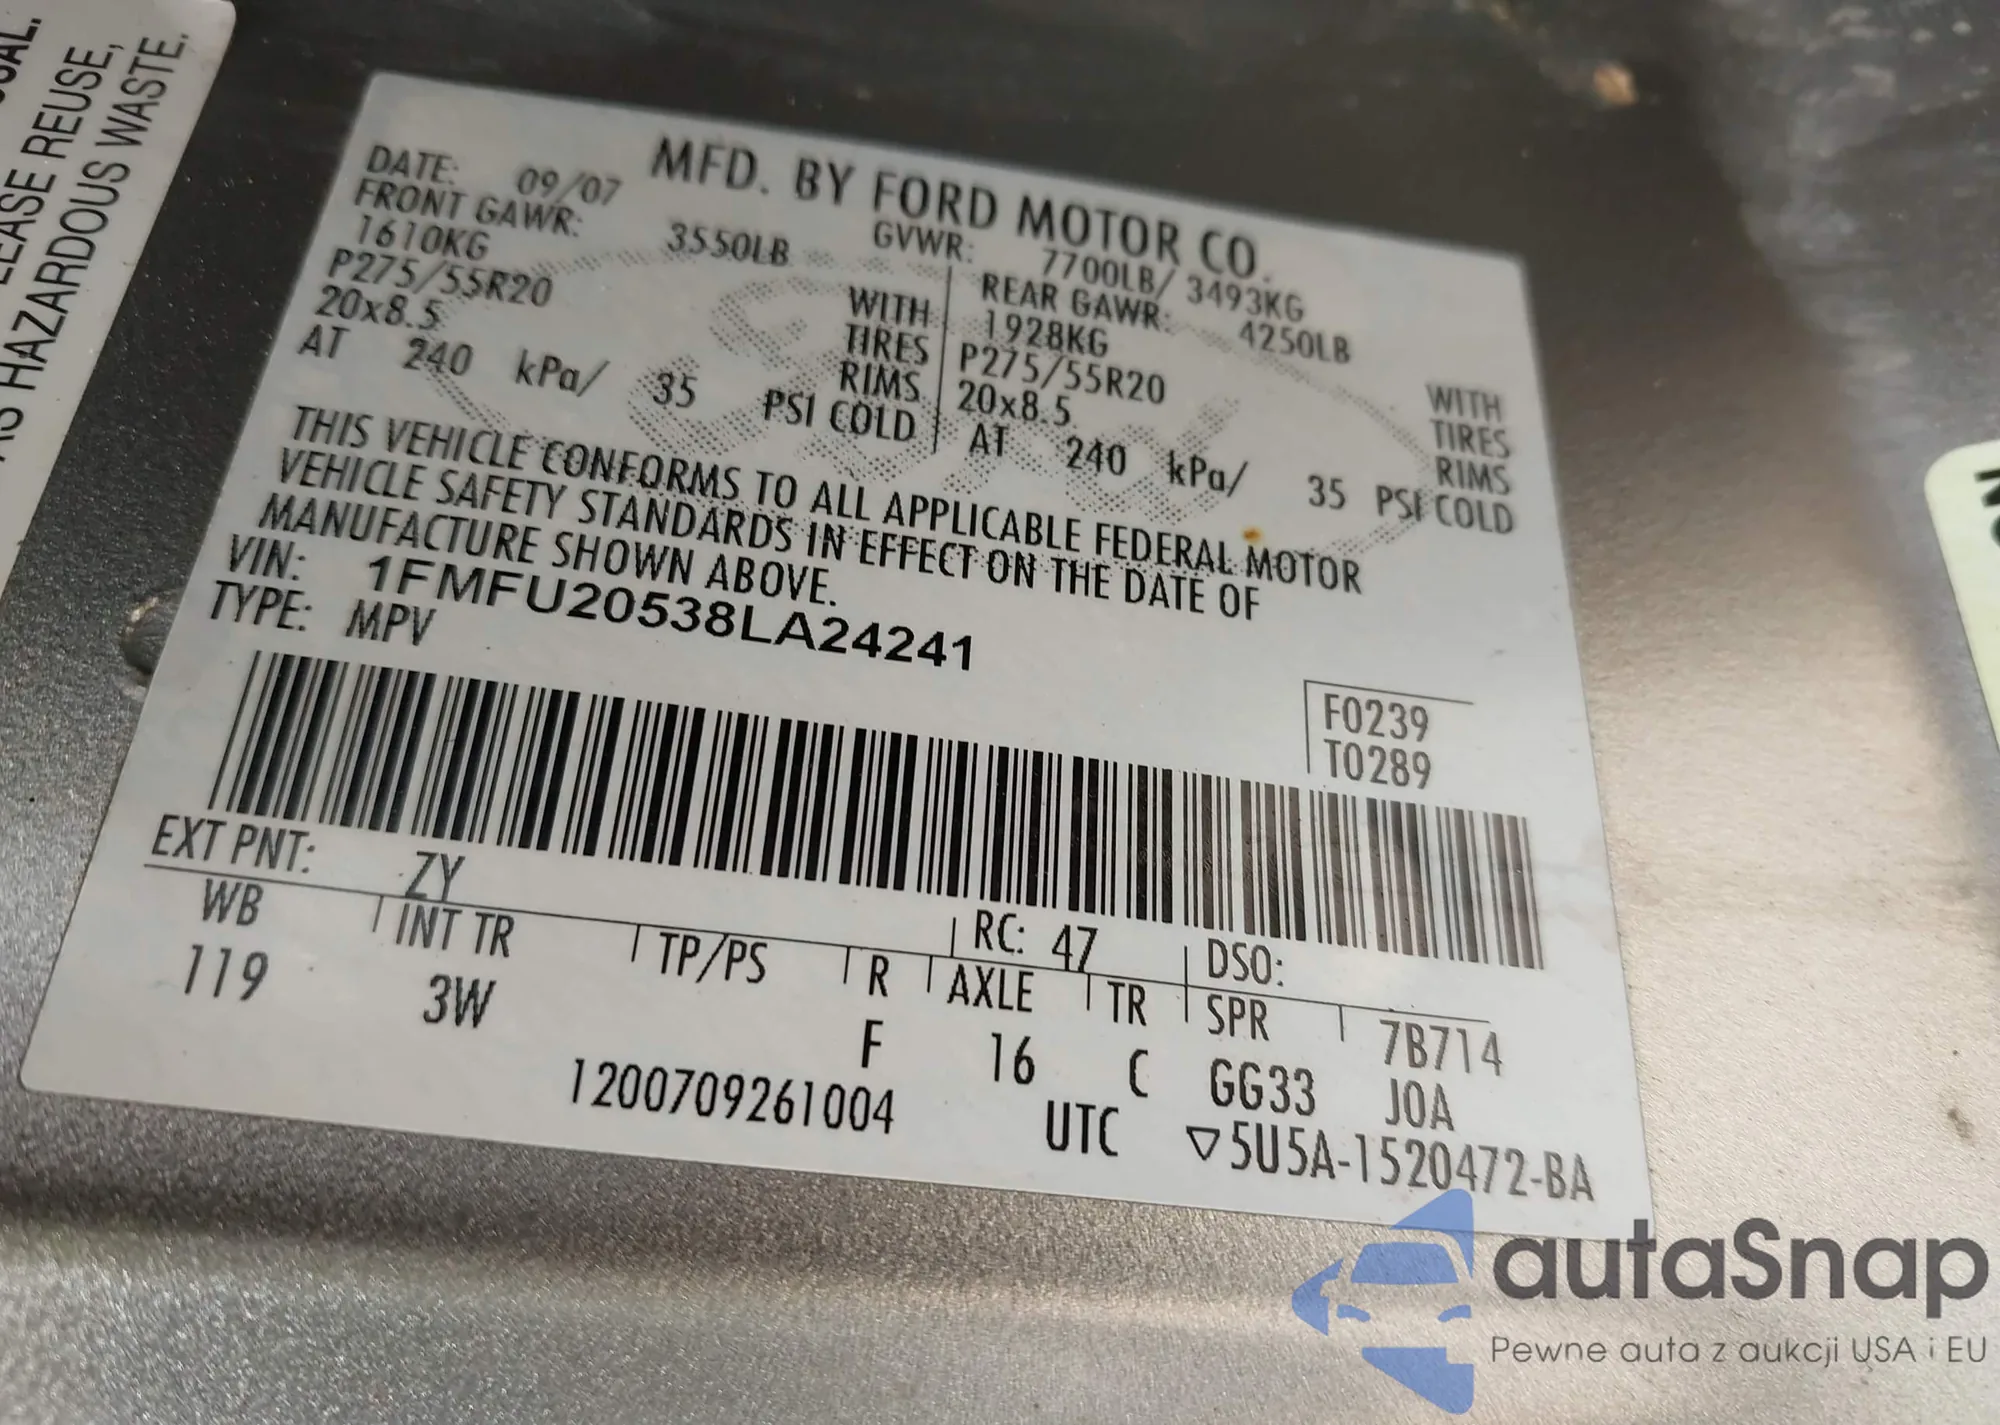 SAL.
LEASE REUSE,
AS HAZARDOUS WASTE.
MFD. BY FORD MOTOR CO.
DATE: 09/07 GVWR: 7700LB/ 3493KG
FRONT GAWR: 3550LB REAR GAWR: 4250LB
1610KG WITH 1928KG WITH
P275/55R20 TIRES P275/55R20 TIRES
20x8.5 RIMS 20x8.5 RIMS
AT 240 kPa/ 35 PSI COLD AT 240 kPa/ 35 PSI COLD
THIS VEHICLE CONFORMS TO ALL APPLICABLE FEDERAL MOTOR
VEHICLE SAFETY STANDARDS IN EFFECT ON THE DATE OF
MANUFACTURE SHOWN ABOVE.
VIN: 1FMFU20538LA24241
TYPE: MPV
F0239
T0289
EXT PNT: ZY RC: 47 DSO:
WB INT TR TP/PS R AXLE TR SPR 7B714
119 3W F 16 C GG33 J0A
1200709261004 UTC ▽5U5A-1520472-BA
autaSnap
Pewne auta z aukcji USA i EU